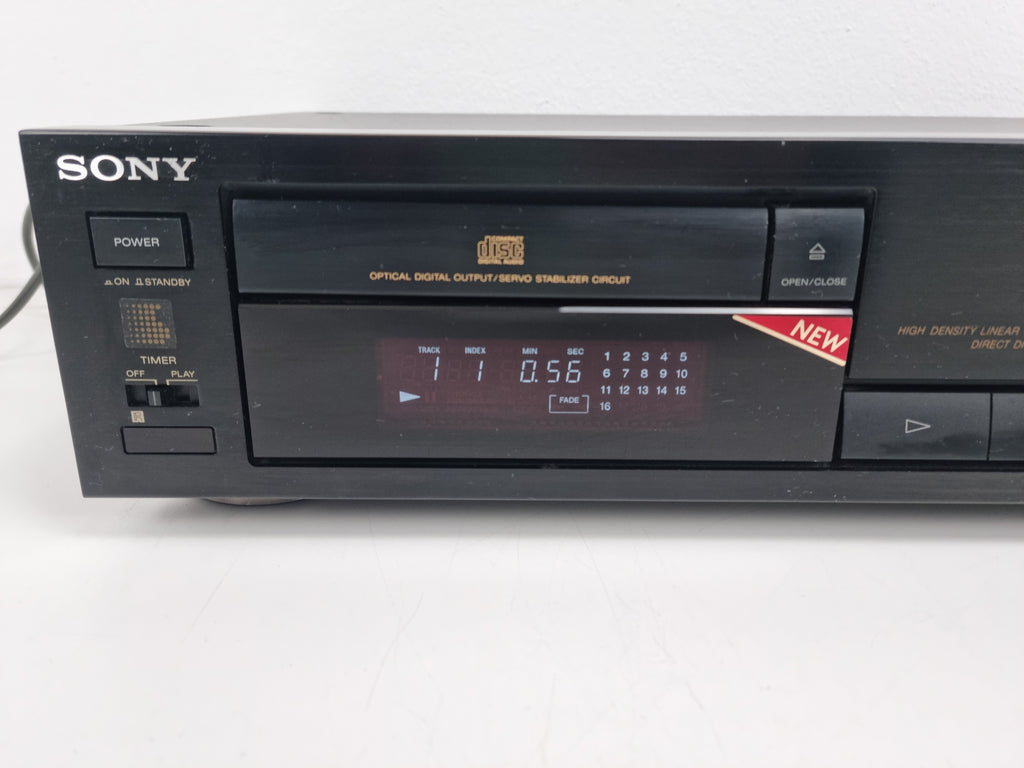 SONY
POWER
ON STANDBY
TIMER
OFF PLAY
COMPACT
disc
DIGITAL AUDIO
OPTICAL DIGITAL OUTPUT/SERVO STABILIZER CIRCUIT
OPEN/CLOSE
NEW
TRACK INDEX MIN SEC
1 1 0.56
FADE
1 2 3 4 5
6 7 8 9 10
11 12 13 14 15
16
HIGH DENSITY LINEAR
DIRECT